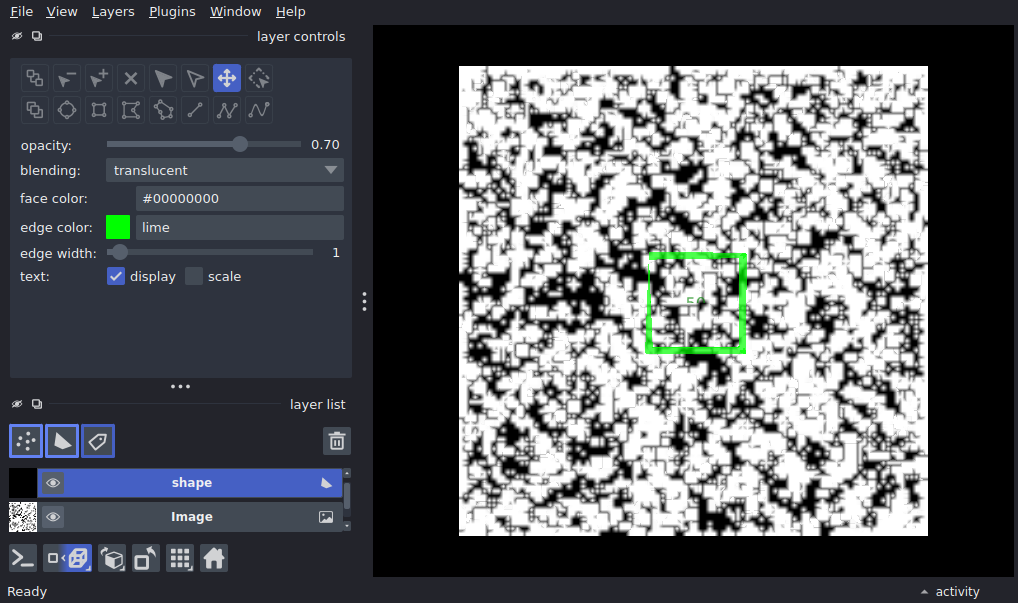 File View Layers Plugins Window Help
layer controls
opacity: 0.70
blending: translucent
face color: #00000000
edge color: lime
edge width: 1
text: display scale
layer list
shape
Image
Ready
activity